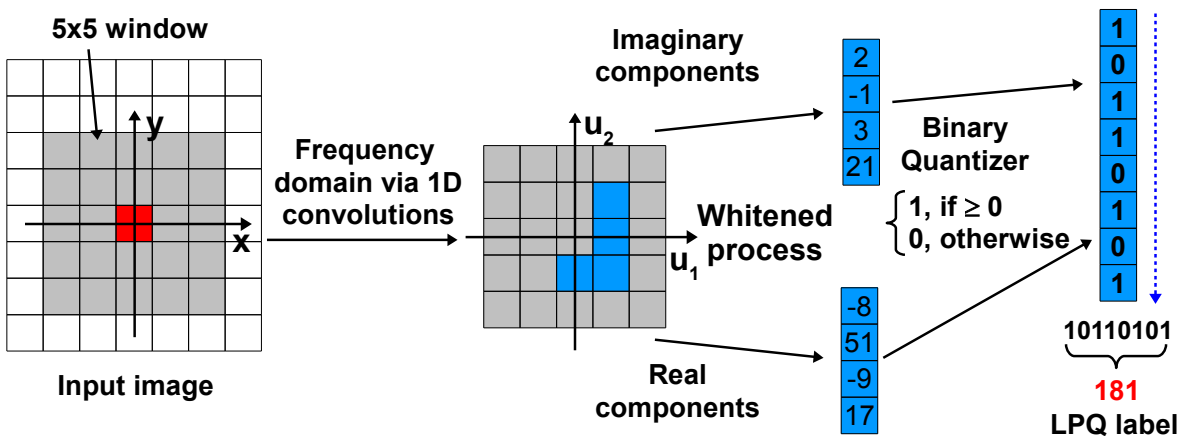 5x5 window
y
x
Input image
Frequency
domain via 1D
convolutions
u2
u1
Imaginary
components
2
-1
3
21
Whitened
process
Real
components
-8
51
-9
17
Binary
Quantizer
1, if ≥ 0
0, otherwise
1
0
1
1
0
1
0
1
10110101
181
LPQ label